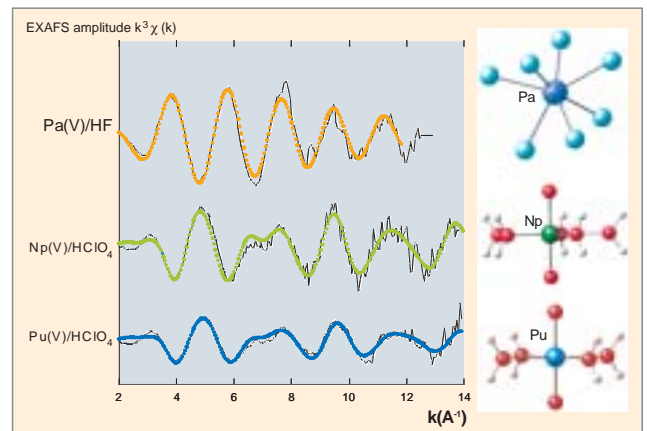 EXAFS amplitude k³ χ (k)
Pa(V)/HF
Np(V)/HClO₄
Pu(V)/HClO₄
2 4 6 8 10 12 14
k(A⁻¹)
Pa
Np
Pu